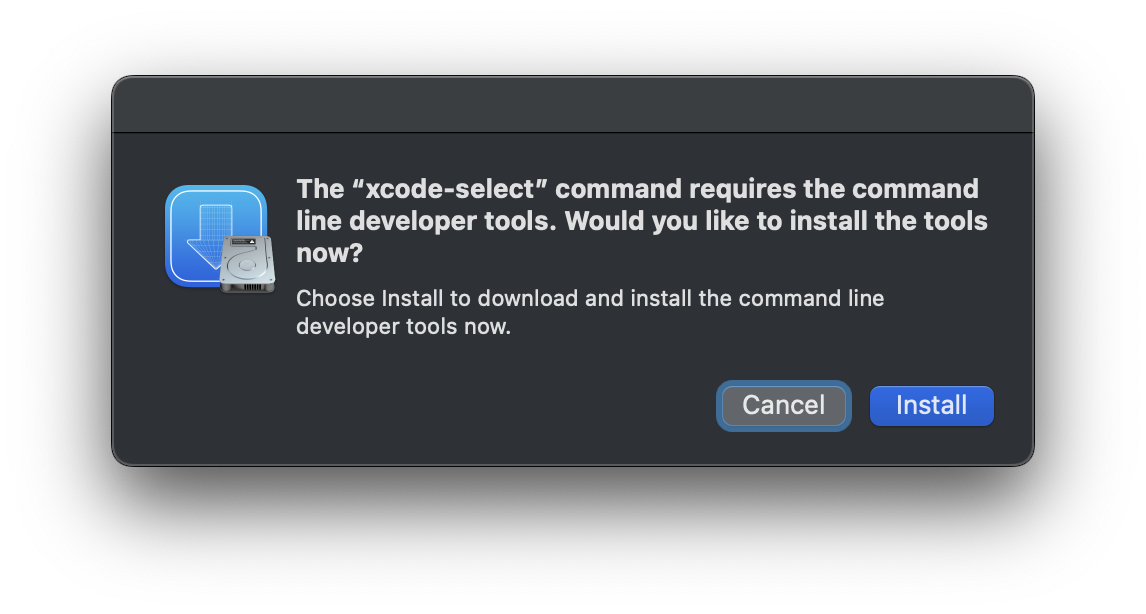 The “xcode-select” command requires the command
line developer tools. Would you like to install the tools
now?
Choose Install to download and install the command line
developer tools now.
Cancel
Install